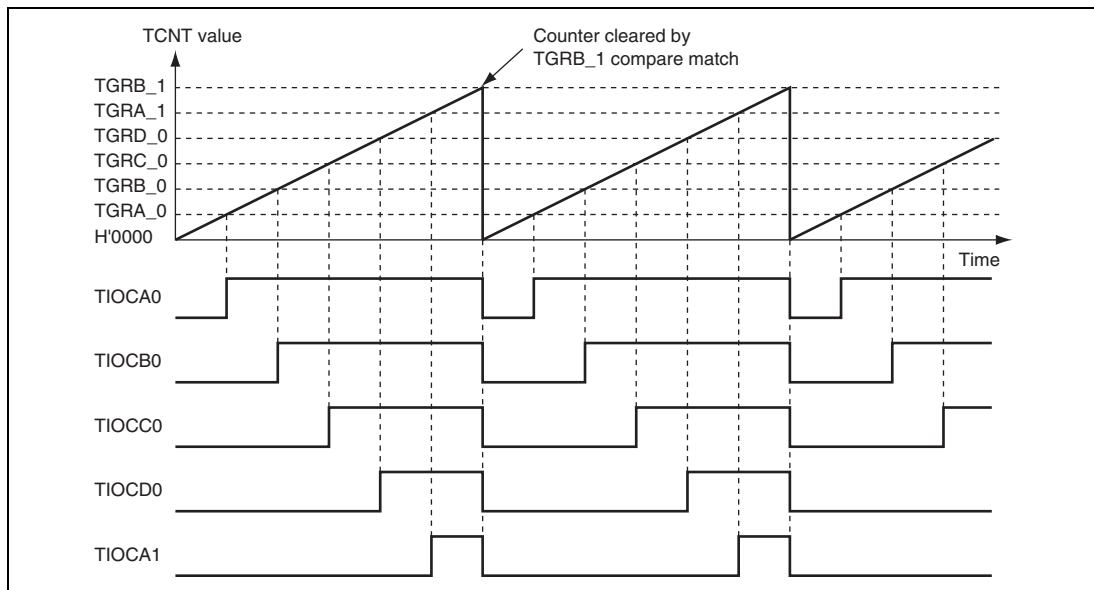 TCNT value
Counter cleared by
TGRB_1 compare match
TGRB_1
TGRA_1
TGRD_0
TGRC_0
TGRB_0
TGRA_0
H'0000
Time
TIOCA0
TIOCB0
TIOCC0
TIOCD0
TIOCA1